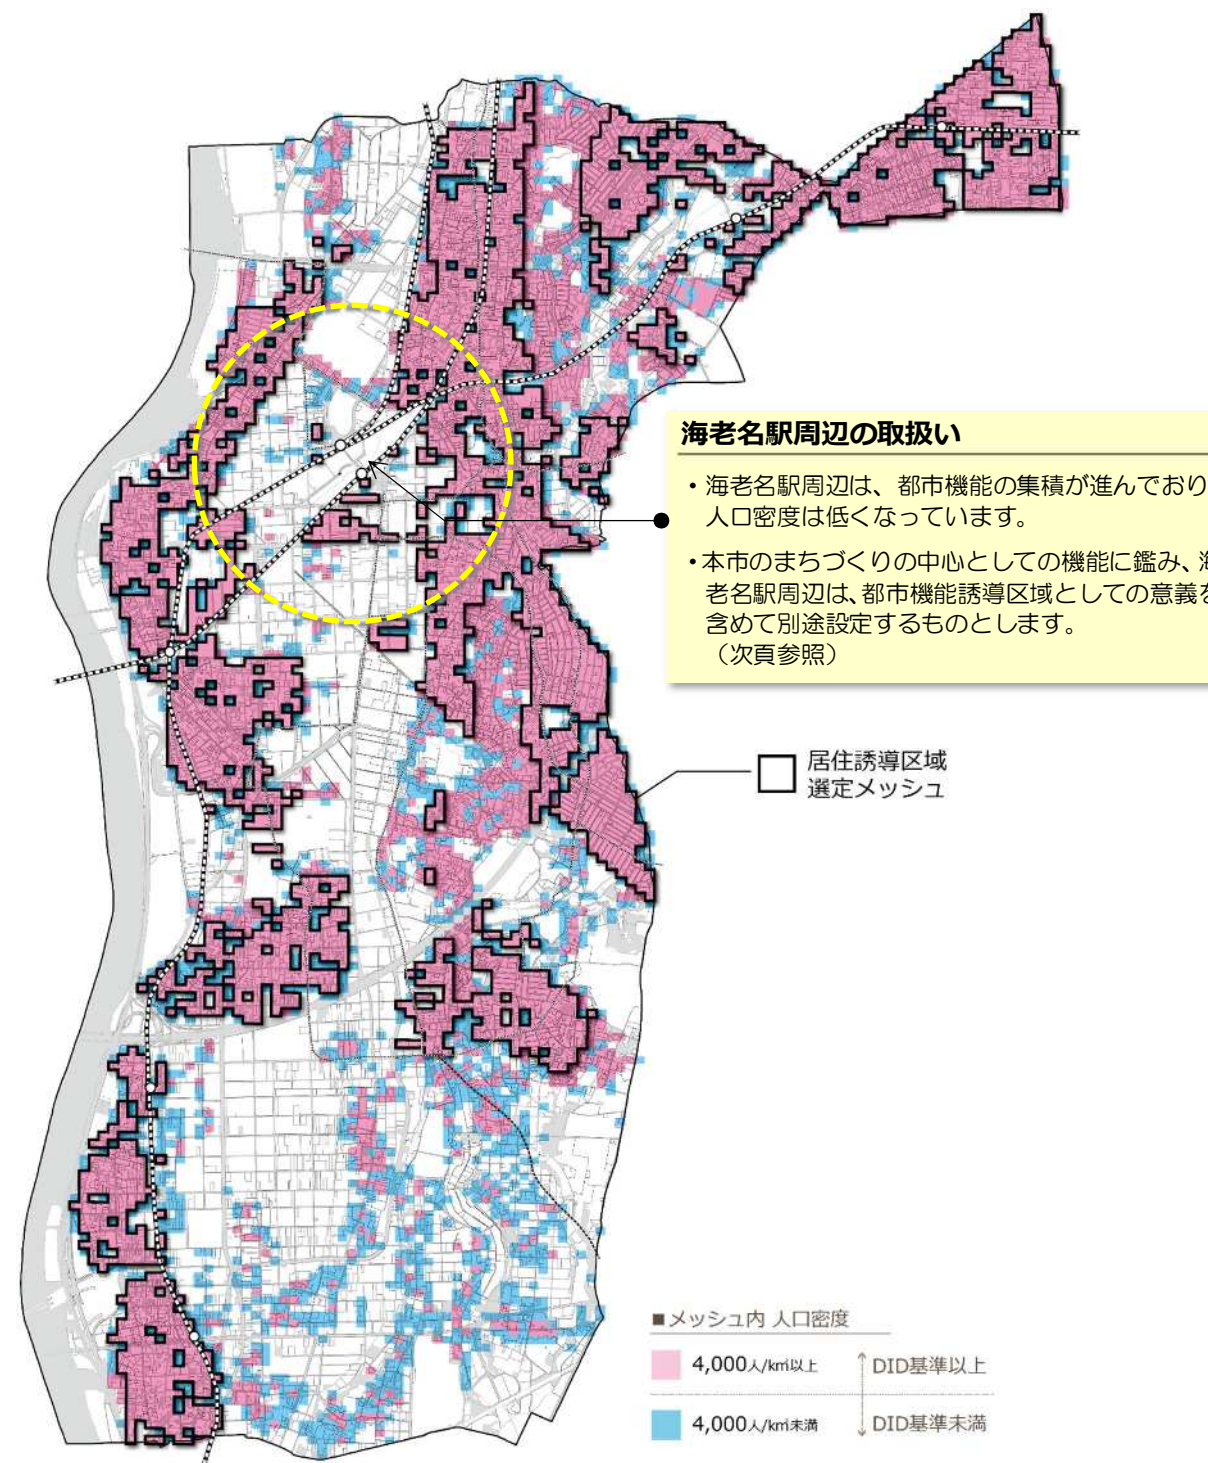 海老名駅周辺の取扱い
・海老名駅周辺は、都市機能の集積が進んでおり
人口密度は低くなっています。
・本市のまちづくりの中心としての機能に鑑み、海
老名駅周辺は、都市機能誘導区域としての意義を
含めて別途設定するものとします。
（次頁参照）
居住誘導区域
選定メッシュ
■メッシュ内 人口密度
4,000人/km²以上 DID基準以上
4,000人/km²未満 DID基準未満